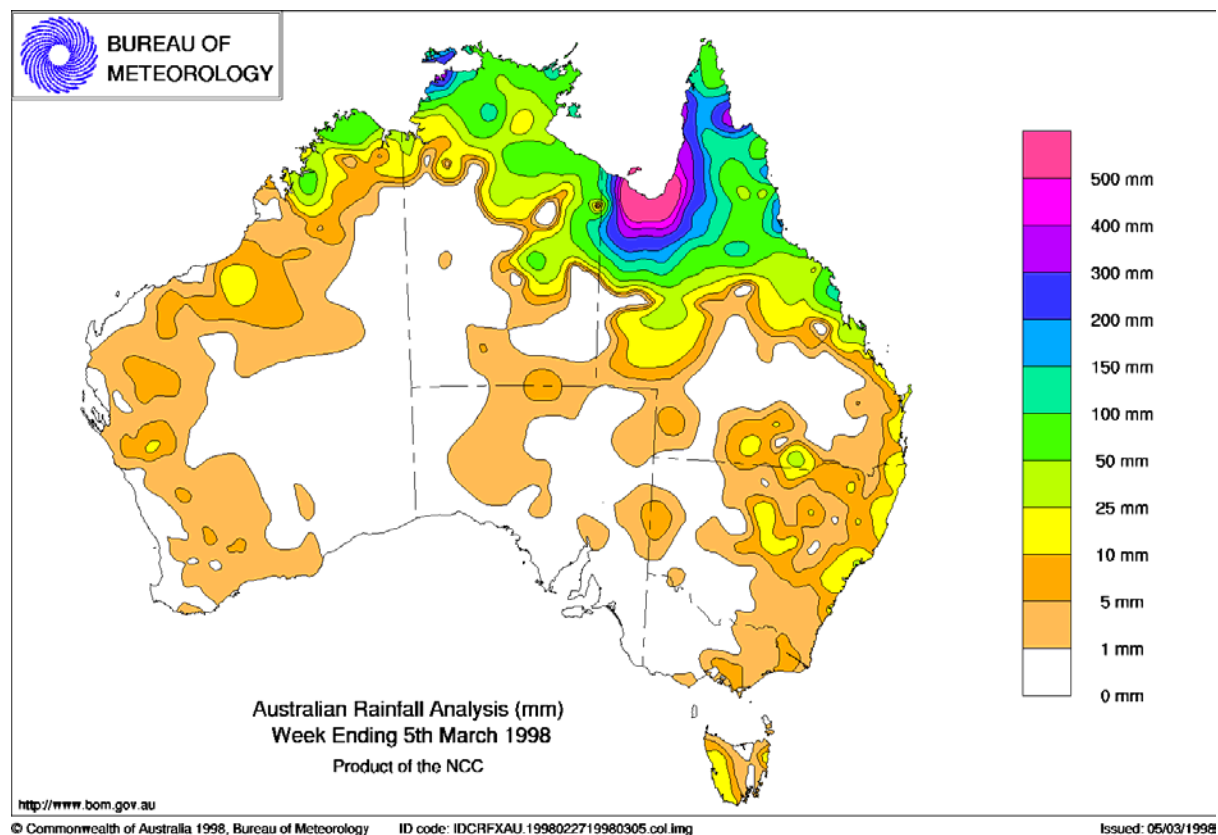 BUREAU OF
METEOROLOGY
500 mm
400 mm
300 mm
200 mm
150 mm
100 mm
50 mm
25 mm
10 mm
5 mm
1 mm
0 mm
Australian Rainfall Analysis (mm)
Week Ending 5th March 1998
Product of the NCC
http://www.bom.gov.au
© Commonwealth of Australia 1998, Bureau of Meteorology ID code: IDCRFXAU.1998022719980305.col.img Issued: 05/03/1998